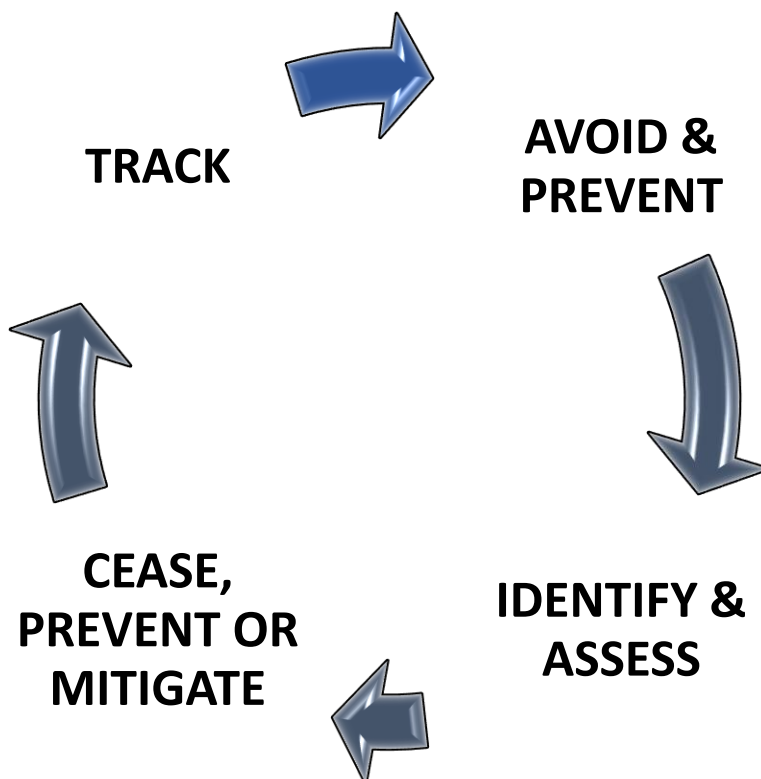 TRACK
AVOID &
PREVENT
CEASE,
PREVENT OR
MITIGATE
IDENTIFY &
ASSESS